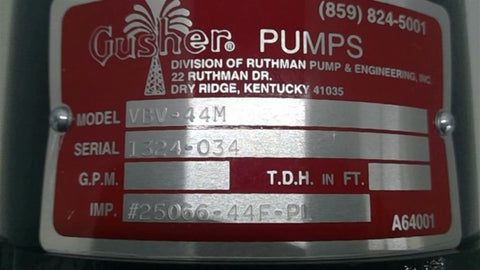 (859) 824-5001
Gusher® PUMPS
DIVISION OF RUTHMAN PUMP & ENGINEERING, INC.
22 RUTHMAN DR.
DRY RIDGE, KENTUCKY 41035
MODEL VBV-44M
SERIAL 1324-034
G.P.M. T.D.H. IN FT.
IMP. #25066-44F-PL
A64001